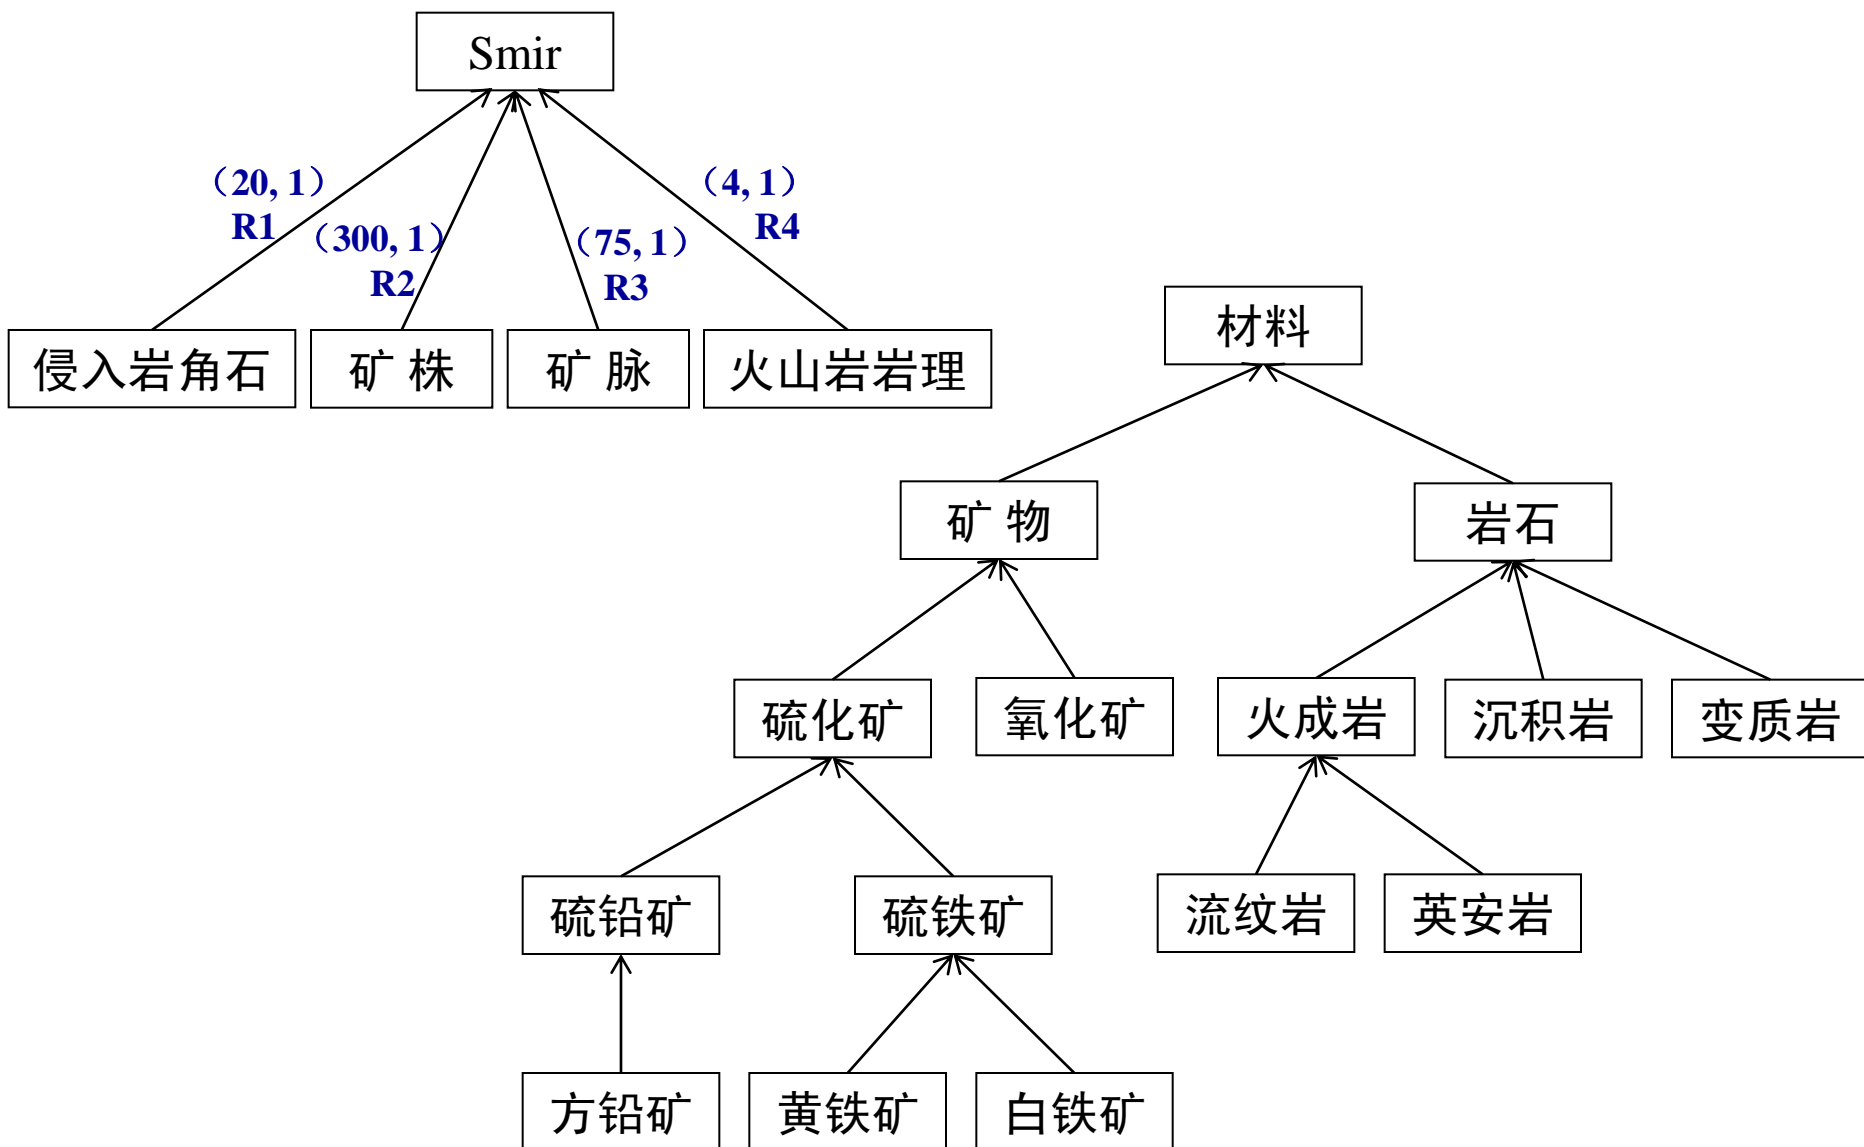 Smir
（20, 1）
R1
（300, 1）
R2
（75, 1）
R3
（4, 1）
R4
侵入岩角石
矿 株
矿 脉
火山岩岩理
材料
矿 物
岩石
硫化矿
氧化矿
火成岩
沉积岩
变质岩
硫铅矿
硫铁矿
流纹岩
英安岩
方铅矿
黄铁矿
白铁矿